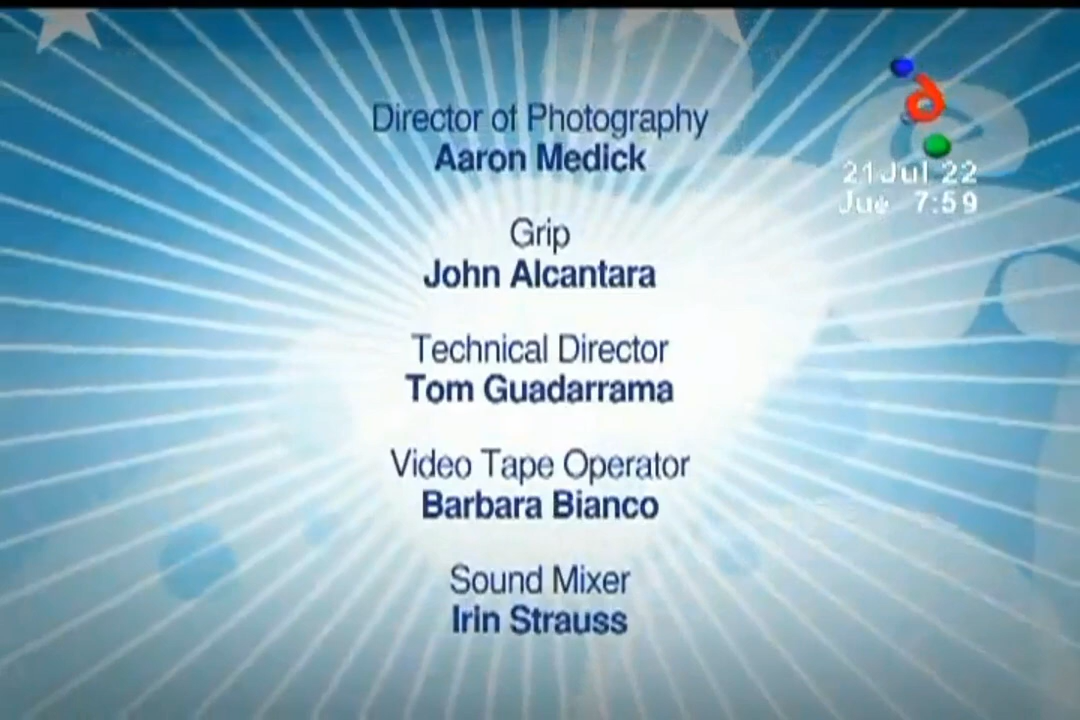 Director of Photography
Aaron Medick
Grip
John Alcantara
Technical Director
Tom Guadarrama
Video Tape Operator
Barbara Bianco
Sound Mixer
Irin Strauss
21 Jul 22
Jue 7:59